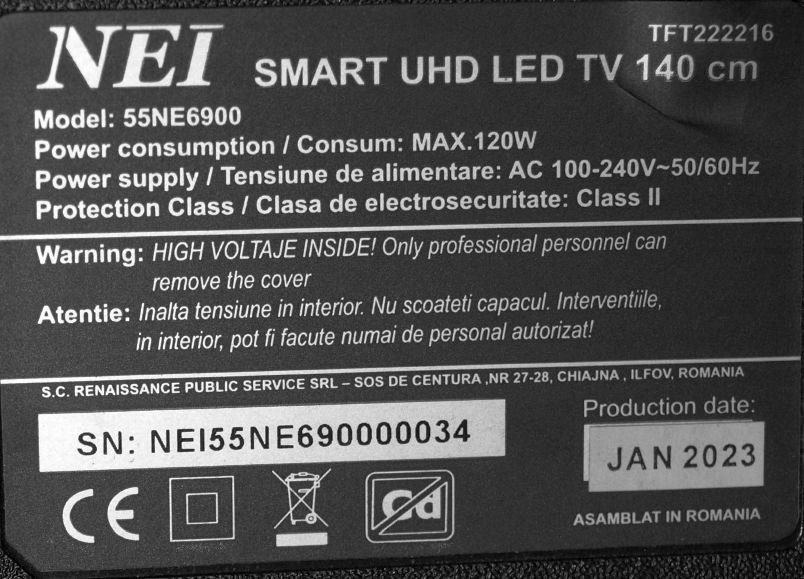 TFT222216
NEI SMART UHD LED TV 140 cm
Model: 55NE6900
Power consumption / Consum: MAX.120W
Power supply / Tensiune de alimentare: AC 100-240V~50/60Hz
Protection Class / Clasa de electrosecuritate: Class II
Warning: HIGH VOLTAJE INSIDE! Only professional personnel can
remove the cover
Atentie: Inalta tensiune in interior. Nu scoateti capacul. Interventiile,
in interior, pot fi facute numai de personal autorizat!
S.C. RENAISSANCE PUBLIC SERVICE SRL – SOS DE CENTURA ,NR 27-28, CHIAJNA , ILFOV, ROMANIA
SN: NEI55NE690000034
Production date:
JAN 2023
CE
Cd
ASAMBLAT IN ROMANIA